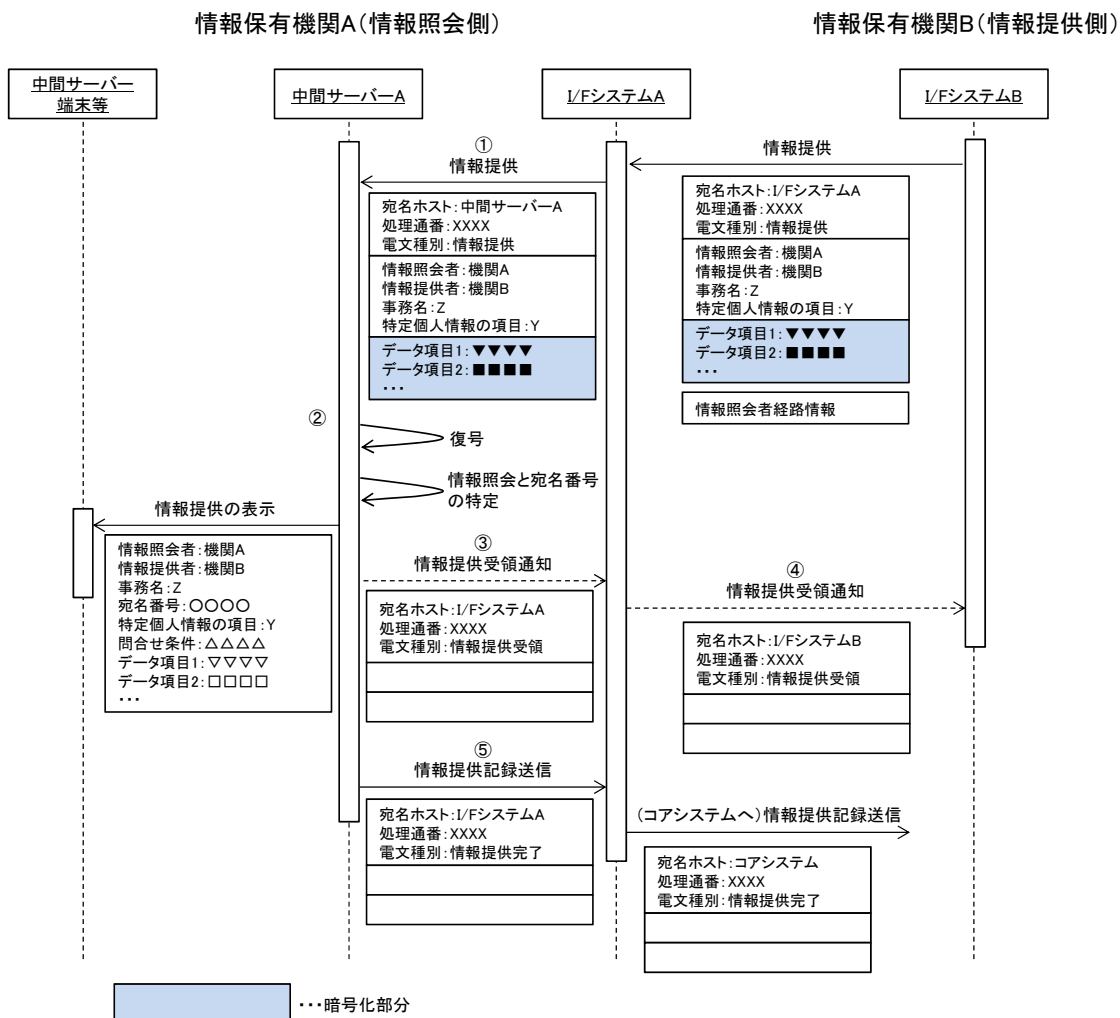 情報保有機関A(情報照会側)
情報保有機関B(情報提供側)
中間サーバー
端末等
中間サーバーA
I/FシステムA
I/FシステムB
①
情報提供
情報提供
宛名ホスト:中間サーバーA
処理通番:XXXX
電文種別:情報提供
情報照会者:機関A
情報提供者:機関B
事務名:Z
特定個人情報の項目:Y
データ項目1:▼▼▼▼
データ項目2:■■■■
・・・
宛名ホスト:I/FシステムA
処理通番:XXXX
電文種別:情報提供
情報照会者:機関A
情報提供者:機関B
事務名:Z
特定個人情報の項目:Y
データ項目1:▼▼▼▼
データ項目2:■■■■
・・・
情報照会者経路情報
②
復号
情報照会と宛名番号
の特定
情報提供の表示
情報照会者:機関A
情報提供者:機関B
事務名:Z
宛名番号:〇〇〇〇
特定個人情報の項目:Y
問合せ条件:△△△△
データ項目1:▽▽▽▽
データ項目2:□□□□
・・・
③
情報提供受領通知
宛名ホスト:I/FシステムA
処理通番:XXXX
電文種別:情報提供受領
④
情報提供受領通知
宛名ホスト:I/FシステムB
処理通番:XXXX
電文種別:情報提供受領
⑤
情報提供記録送信
宛名ホスト:I/FシステムA
処理通番:XXXX
電文種別:情報提供完了
(コアシステムへ)情報提供記録送信
宛名ホスト:コアシステム
処理通番:XXXX
電文種別:情報提供完了
・・・暗号化部分